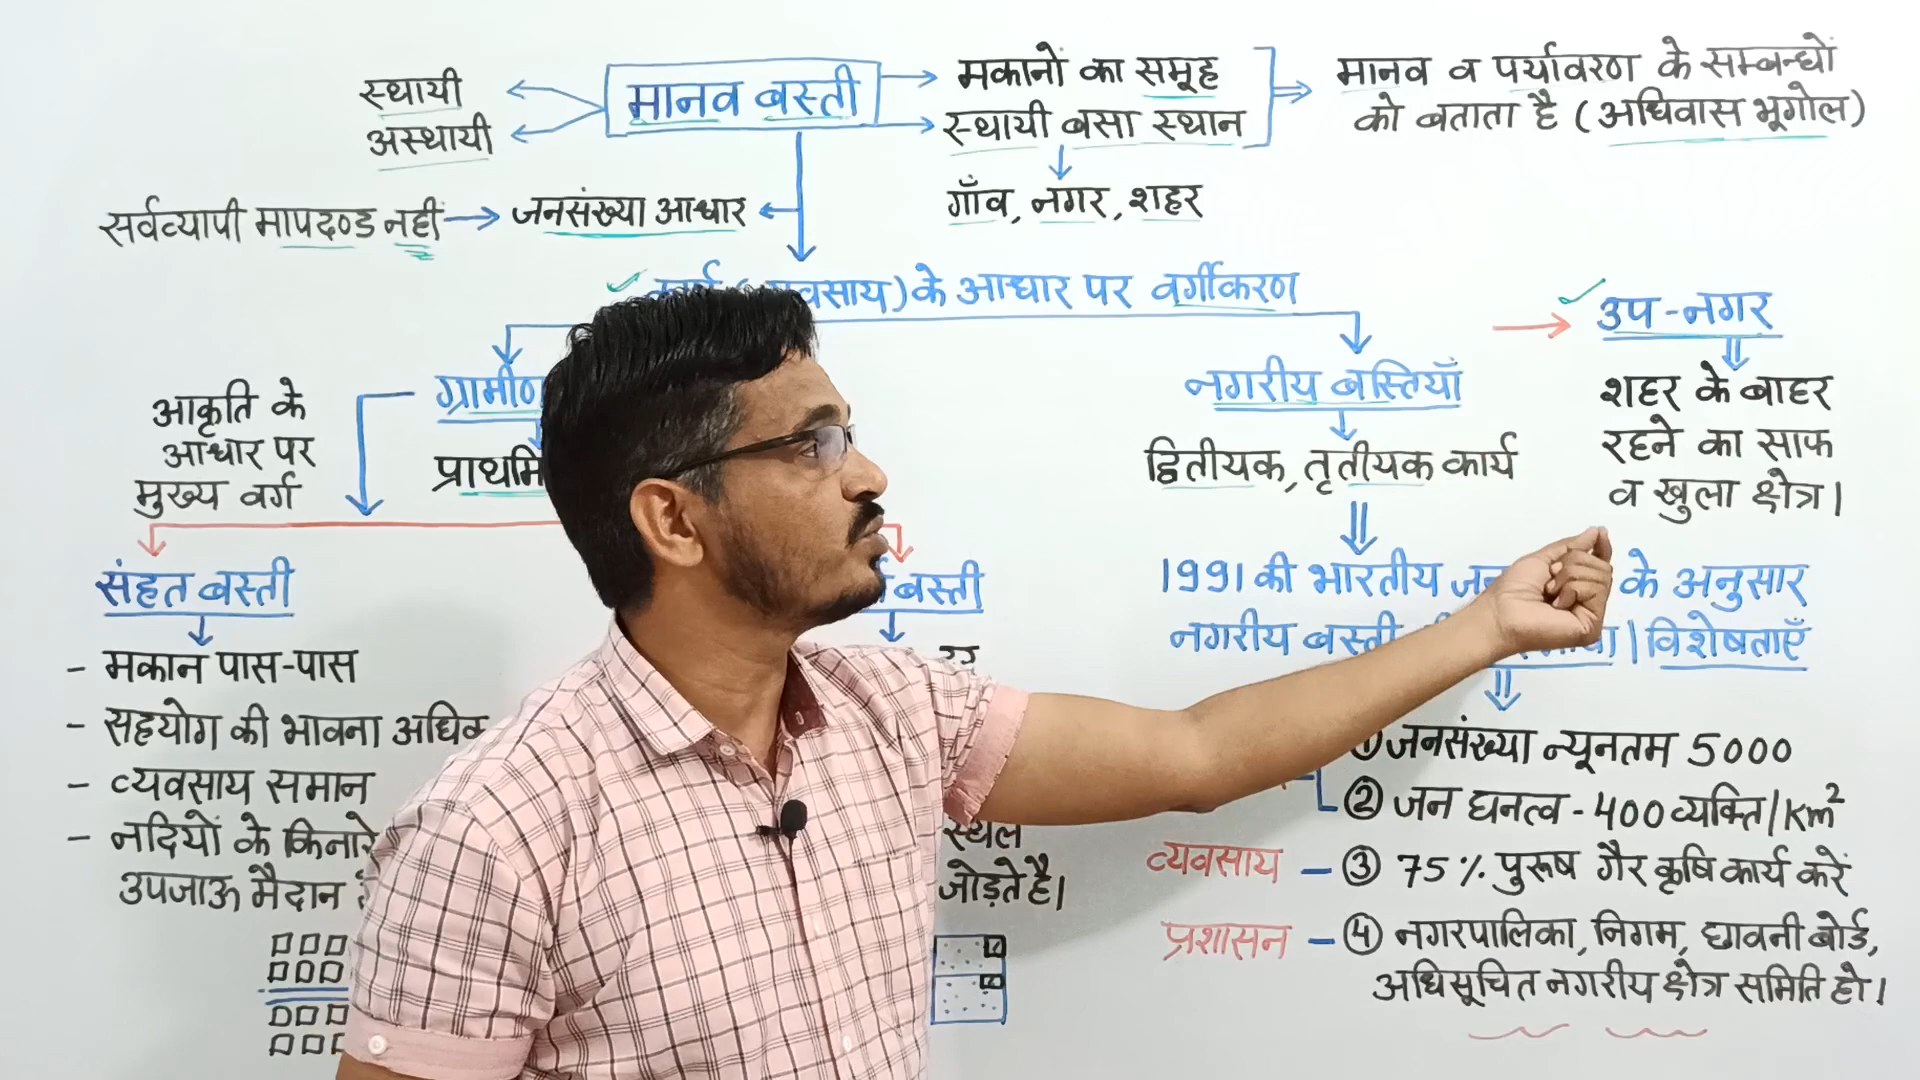 स्थायी
अस्थायी
मानव बस्ती
मकानों का समूह
स्थायी बसा स्थान
मानव व पर्यावरण के सम्बन्धों
को बताता है (अधिवास भूगोल)
गाँव, नगर, शहर
सर्वव्यापी मापदण्ड नहीं
जनसंख्या आधार
के आधार पर वर्गीकरण
आकृति के
आधार पर
मुख्य वर्ग
ग्रामीण
नगरीय बस्तियाँ
द्वितीयक, तृतीयक कार्य
उप-नगर
शहर के बाहर
रहने का साफ
व खुला क्षेत्र।
संहत बस्ती
- मकान पास-पास
- सहयोग की भावना अधिक
- व्यवसाय समान
- नदियों के किनारे
उपजाऊ मैदान
बस्ती
स्थल
जोड़ते है।
1991 की भारतीय के अनुसार
नगरीय बस्ती | विशेषताएँ
① जनसंख्या न्यूनतम 5000
② जन घनत्व - 400 व्यक्ति/Km²
व्यवसाय - ③ 75% पुरूष गैर कृषि कार्य करें
प्रशासन - ④ नगरपालिका, निगम, छावनी बोर्ड,
अधिसूचित नगरीय क्षेत्र समिति हो।